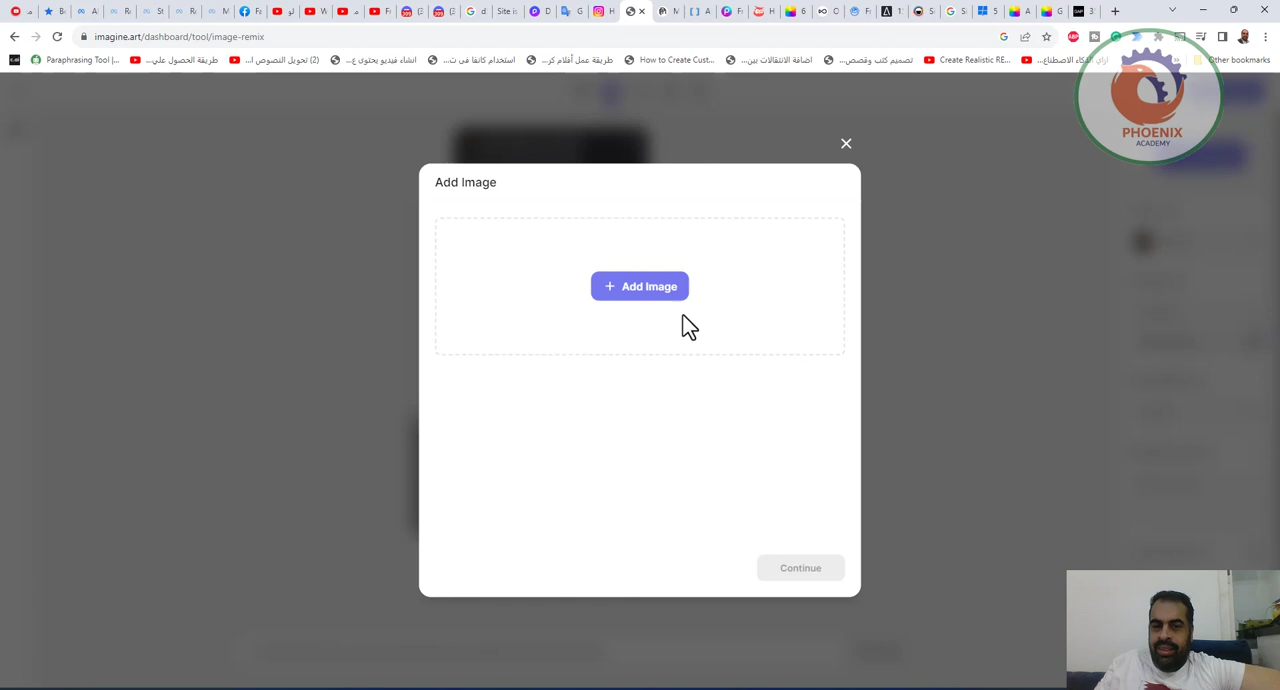 imagine.art/dashboard/tool/image-remix
Paraphrasing Tool |...
طريقة الحصول علي...
(2) تحويل النصوص ا...
انشاء فيديو يحتوى ع...
استخدام كانفا فى ت...
طريقة عمل أقلام كر...
How to Create Cust...
اضافة الانتقالات بين...
تصميم كتب وقصص...
Create Realistic RE...
ازاي الذكاء الاصطناع...
Other bookmarks
PHOENIX
ACADEMY
Add Image
Add Image
Continue